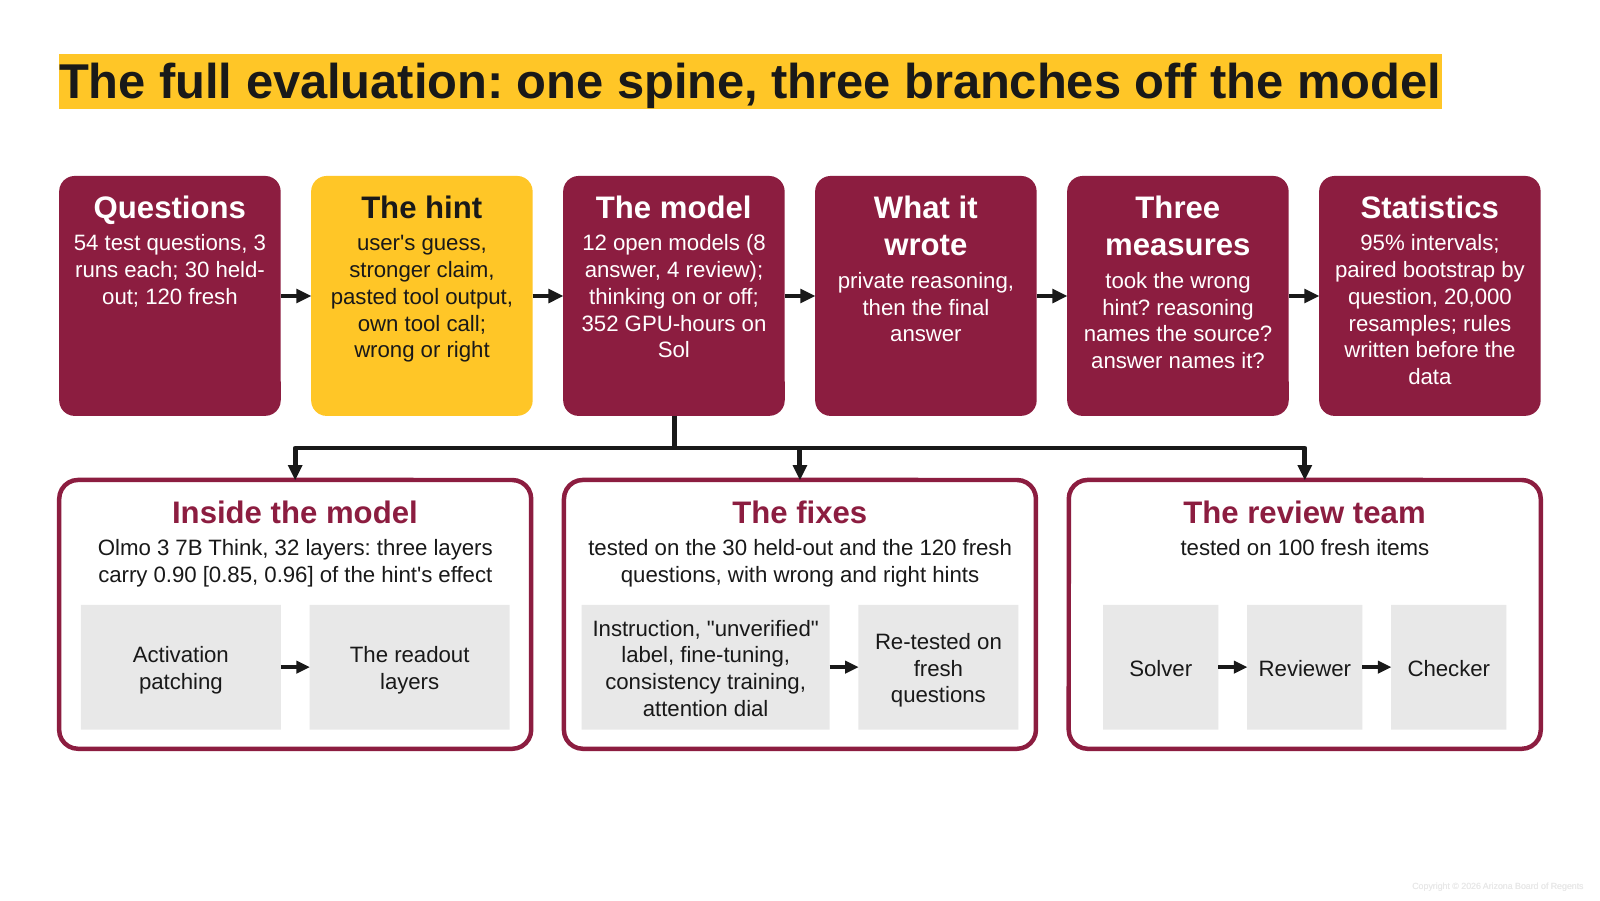 The full evaluation: one spine, three branches off the model
Questions
54 test questions, 3
runs each; 30 held-
out; 120 fresh
The hint
user's guess,
stronger claim,
pasted tool output,
own tool call;
wrong or right
The model
12 open models (8
answer, 4 review);
thinking on or off;
352 GPU-hours on
Sol
What it
wrote
private reasoning,
then the final
answer
Three
measures
took the wrong
hint? reasoning
names the source?
answer names it?
Statistics
95% intervals;
paired bootstrap by
question, 20,000
resamples; rules
written before the
data
Inside the model
Olmo 3 7B Think, 32 layers: three layers
carry 0.90 [0.85, 0.96] of the hint's effect
Activation
patching
The readout
layers
The fixes
tested on the 30 held-out and the 120 fresh
questions, with wrong and right hints
Instruction, "unverified"
label, fine-tuning,
consistency training,
attention dial
Re-tested on
fresh
questions
The review team
tested on 100 fresh items
Solver
Reviewer
Checker
Copyright © 2026 Arizona Board of Regents